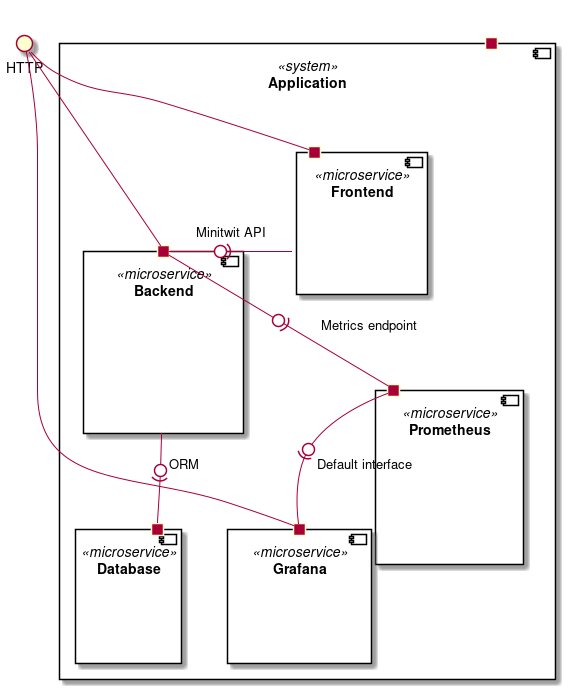 HTTP
«system»
Application
«microservice»
Frontend
Minitwit API
«microservice»
Backend
Metrics endpoint
«microservice»
Prometheus
ORM
Default interface
«microservice»
Database
«microservice»
Grafana